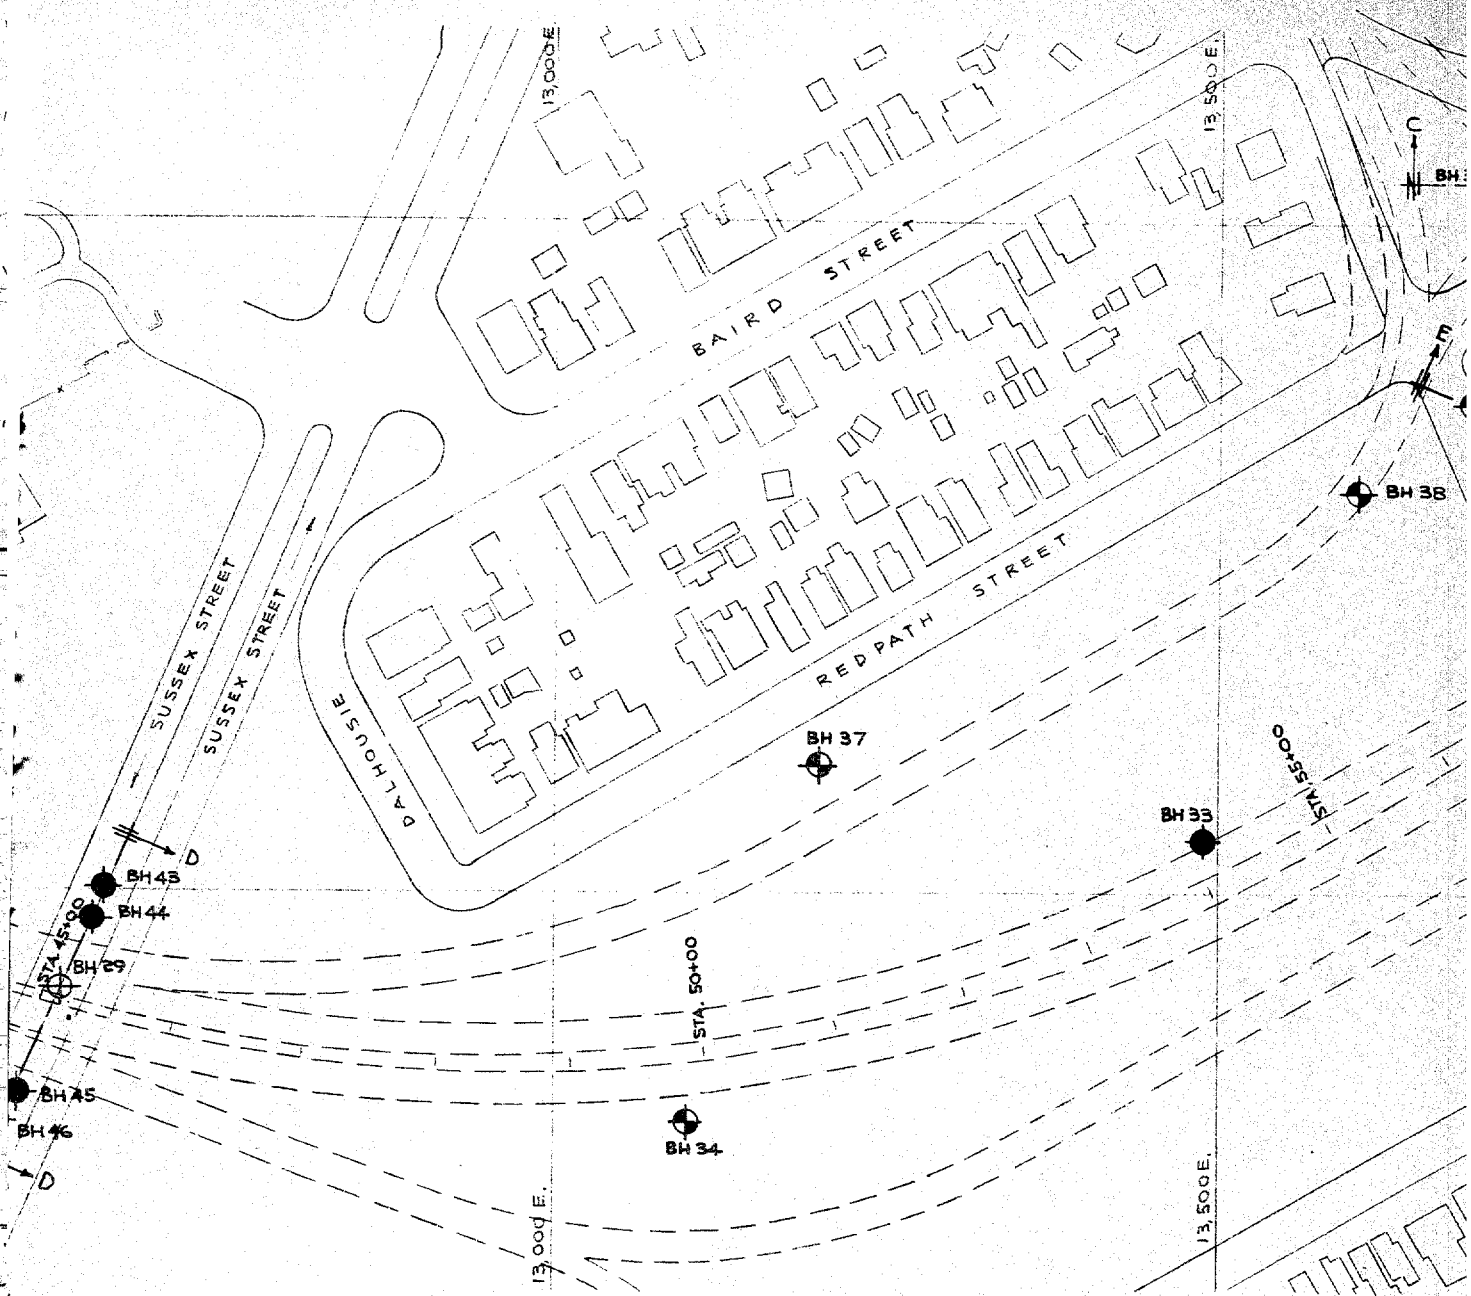 13,000E.
13,500E.
C
BH 3
BAIRD STREET
E
BH 38
SUSSEX STREET
SUSSEX STREET
REDPATH STREET
DALHOUSIE
BH 37
STA. 55+00
BH 33
D
BH 43
BH 44
STA. 45+00
BH 29
STA. 50+00
BH 45
BH 46
BH 34
D
13,000E.
13,500E.